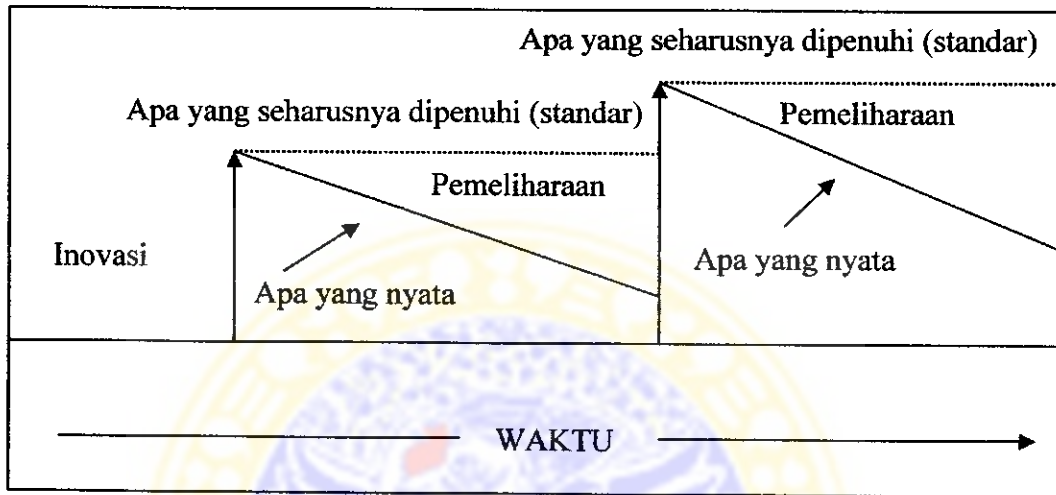 Apa yang seharusnya dipenuhi (standar)
Apa yang seharusnya dipenuhi (standar)
Pemeliharaan
Pemeliharaan
Inovasi
Apa yang nyata
Apa yang nyata
WAKTU